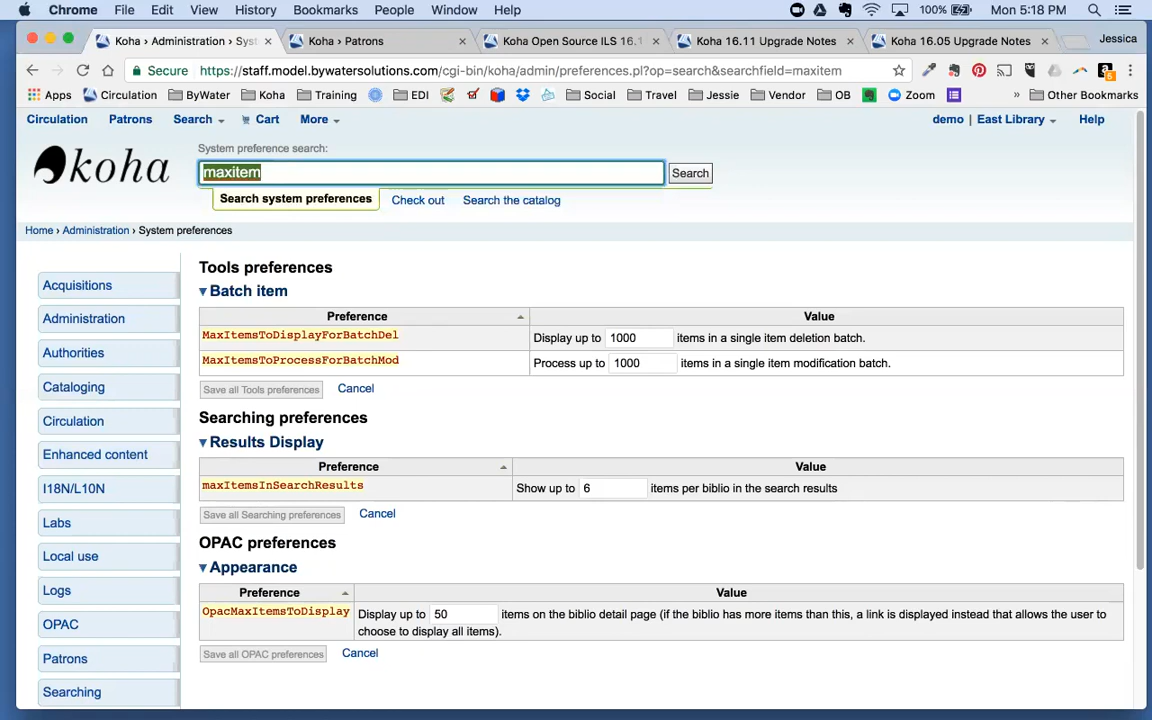 Chrome File Edit View History Bookmarks People Window Help 100% Mon 5:18 PM
Koha › Administration › Syst × Koha › Patrons × Koha Open Source ILS 16.1 × Koha 16.11 Upgrade Notes × Koha 16.05 Upgrade Notes × Jessica
Secure https://staff.model.bywatersolutions.com/cgi-bin/koha/admin/preferences.pl?op=search&searchfield=maxitem
Apps Circulation ByWater Koha Training EDI Social Travel Jessie Vendor OB Zoom » Other Bookmarks
Circulation Patrons Search Cart More demo | East Library Help
koha
System preference search:
maxitem Search
Search system preferences Check out Search the catalog
Home › Administration › System preferences
Acquisitions
Administration
Authorities
Cataloging
Circulation
Enhanced content
I18N/L10N
Labs
Local use
Logs
OPAC
Patrons
Searching
Tools preferences
Batch item
Preference Value
MaxItemsToDisplayForBatchDel Display up to 1000 items in a single item deletion batch.
MaxItemsToProcessForBatchMod Process up to 1000 items in a single item modification batch.
Save all Tools preferences Cancel
Searching preferences
Results Display
Preference Value
maxItemsInSearchResults Show up to 6 items per biblio in the search results
Save all Searching preferences Cancel
OPAC preferences
Appearance
Preference Value
OpacMaxItemsToDisplay Display up to 50 items on the biblio detail page (if the biblio has more items than this, a link is displayed instead that allows the user to
choose to display all items).
Save all OPAC preferences Cancel